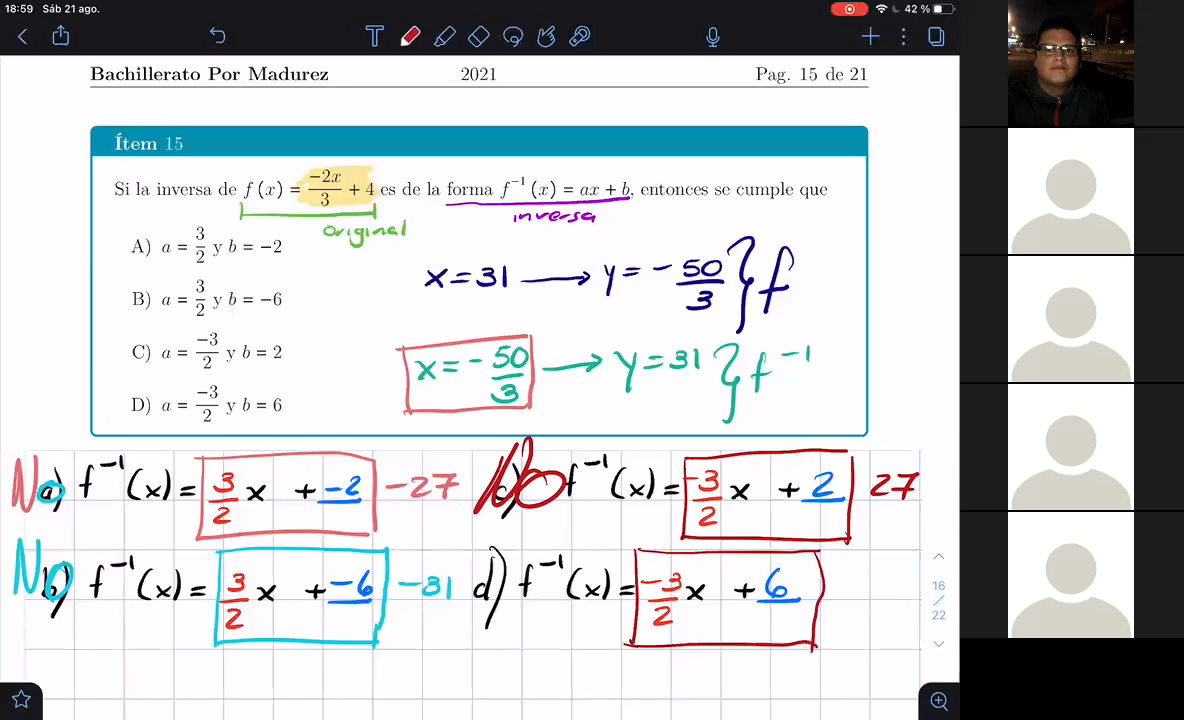 18:59 Sáb 21 ago. 42 %
Bachillerato Por Madurez 2021 Pag. 15 de 21
Ítem 15
Si la inversa de f (x) = -2x/3 + 4 es de la forma f⁻¹ (x) = ax + b, entonces se cumple que
original inversa
A) a = 3/2 y b = −2
B) a = 3/2 y b = −6
C) a = -3/2 y b = 2
D) a = -3/2 y b = 6
x = 31 → y = - 50/3 } f
x = - 50/3 → y = 31 } f⁻¹
No a) f⁻¹(x) = 3/2 x + -2 -27
No c) f⁻¹(x) = -3/2 x + 2 27
No b) f⁻¹(x) = 3/2 x + -6 -31
d) f⁻¹(x) = -3/2 x + 6
16
/
22